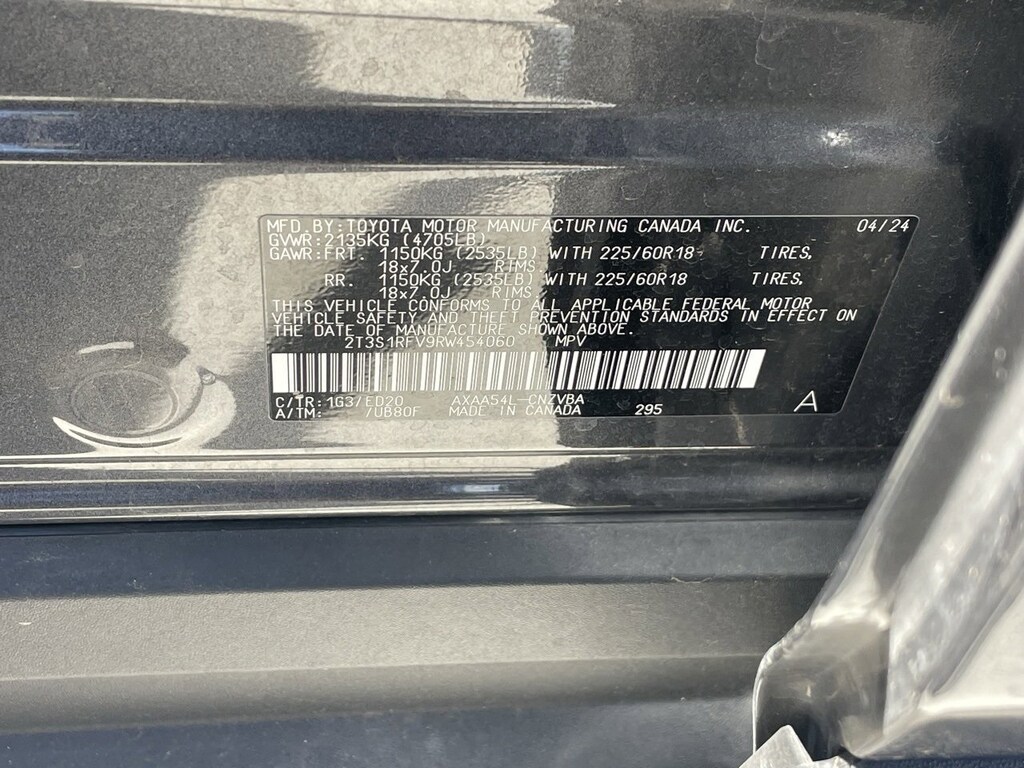 MFD.BY:TOYOTA MOTOR MANUFACTURING CANADA INC. 04/24
GVWR:2135KG (4705LB)
GAWR:FRT. 1150KG (2535LB) WITH 225/60R18 TIRES,
18x7.0J RIMS
RR. 1150KG (2535LB) WITH 225/60R18 TIRES,
18x7.0J RIMS
THIS VEHICLE CONFORMS TO ALL APPLICABLE FEDERAL MOTOR
VEHICLE SAFETY AND THEFT PREVENTION STANDARDS IN EFFECT ON
THE DATE OF MANUFACTURE SHOWN ABOVE.
2T3S1RFV9RW454060 MPV
C/TR:1G3/ED20 AXAA54L-CNZVBA
A/TM: /UB80F MADE IN CANADA 295 A